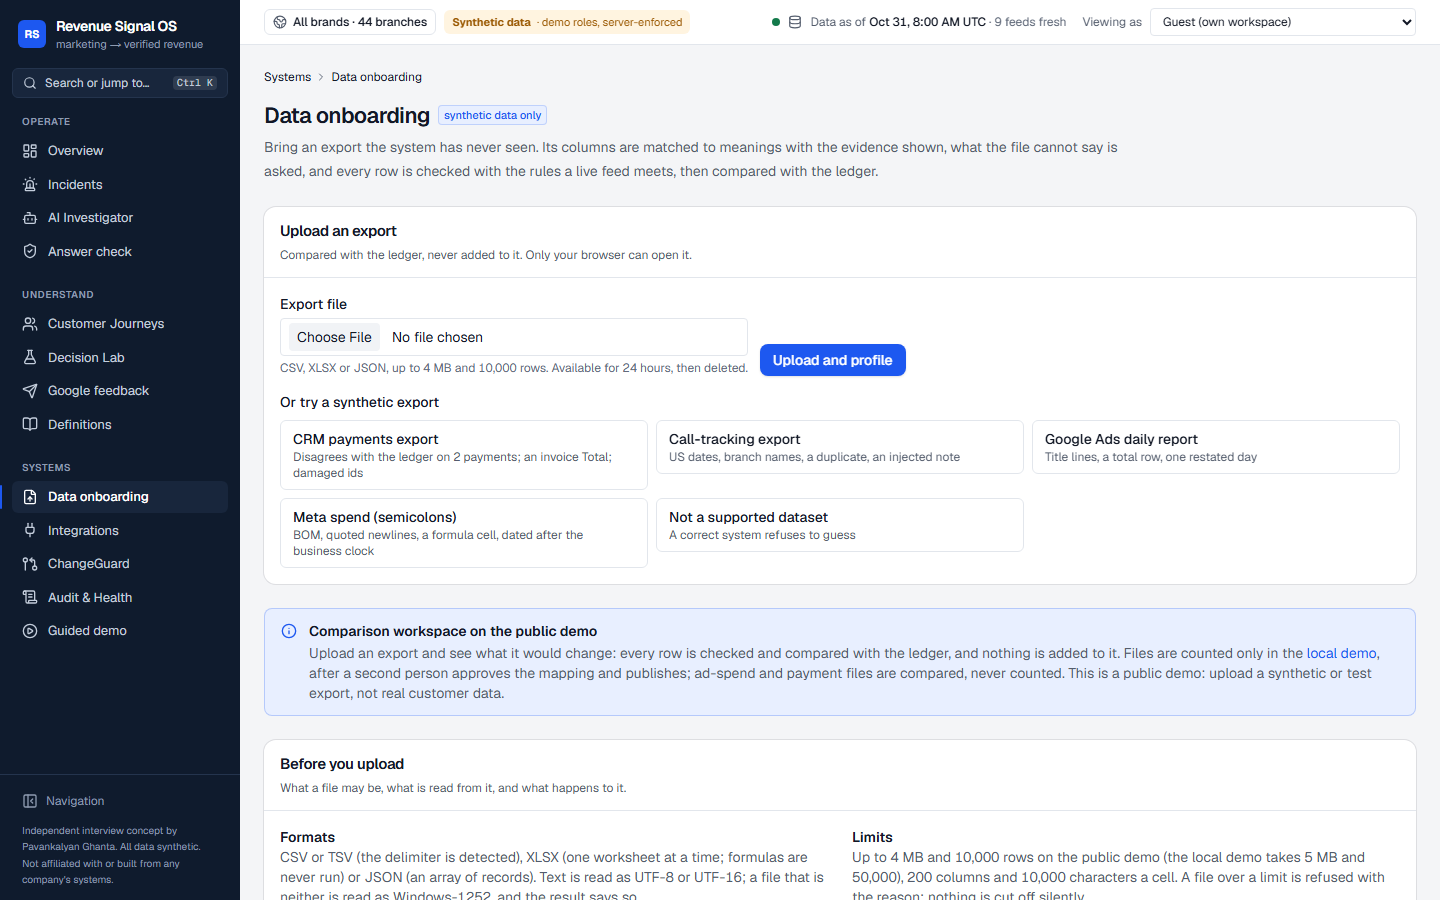 RS
Revenue Signal OS
marketing → verified revenue
Search or jump to...
Ctrl K
OPERATE
Overview
Incidents
AI Investigator
Answer check
UNDERSTAND
Customer Journeys
Decision Lab
Google feedback
Definitions
SYSTEMS
Data onboarding
Integrations
ChangeGuard
Audit & Health
Guided demo
Navigation
Independent interview concept by
Pavankalyan Ghanta. All data synthetic.
Not affiliated with or built from any
company's systems.
All brands · 44 branches
Synthetic data · demo roles, server-enforced
Data as of Oct 31, 8:00 AM UTC · 9 feeds fresh
Viewing as
Guest (own workspace)
Systems > Data onboarding
Data onboarding
synthetic data only
Bring an export the system has never seen. Its columns are matched to meanings with the evidence shown, what the file cannot say is
asked, and every row is checked with the rules a live feed meets, then compared with the ledger.
Upload an export
Compared with the ledger, never added to it. Only your browser can open it.
Export file
Choose File No file chosen
Upload and profile
CSV, XLSX or JSON, up to 4 MB and 10,000 rows. Available for 24 hours, then deleted.
Or try a synthetic export
CRM payments export
Disagrees with the ledger on 2 payments; an invoice Total;
damaged ids
Call-tracking export
US dates, branch names, a duplicate, an injected note
Google Ads daily report
Title lines, a total row, one restated day
Meta spend (semicolons)
BOM, quoted newlines, a formula cell, dated after the
business clock
Not a supported dataset
A correct system refuses to guess
Comparison workspace on the public demo
Upload an export and see what it would change: every row is checked and compared with the ledger, and nothing is added to it. Files are counted only in the local demo,
after a second person approves the mapping and publishes; ad-spend and payment files are compared, never counted. This is a public demo: upload a synthetic or test
export, not real customer data.
Before you upload
What a file may be, what is read from it, and what happens to it.
Formats
CSV or TSV (the delimiter is detected), XLSX (one worksheet at a time; formulas are
never run) or JSON (an array of records). Text is read as UTF-8 or UTF-16; a file that is
neither is read as Windows-1252, and the result says so.
Limits
Up to 4 MB and 10,000 rows on the public demo (the local demo takes 5 MB and
50,000), 200 columns and 10,000 characters a cell. A file over a limit is refused with
the reason; nothing is cut off silently.